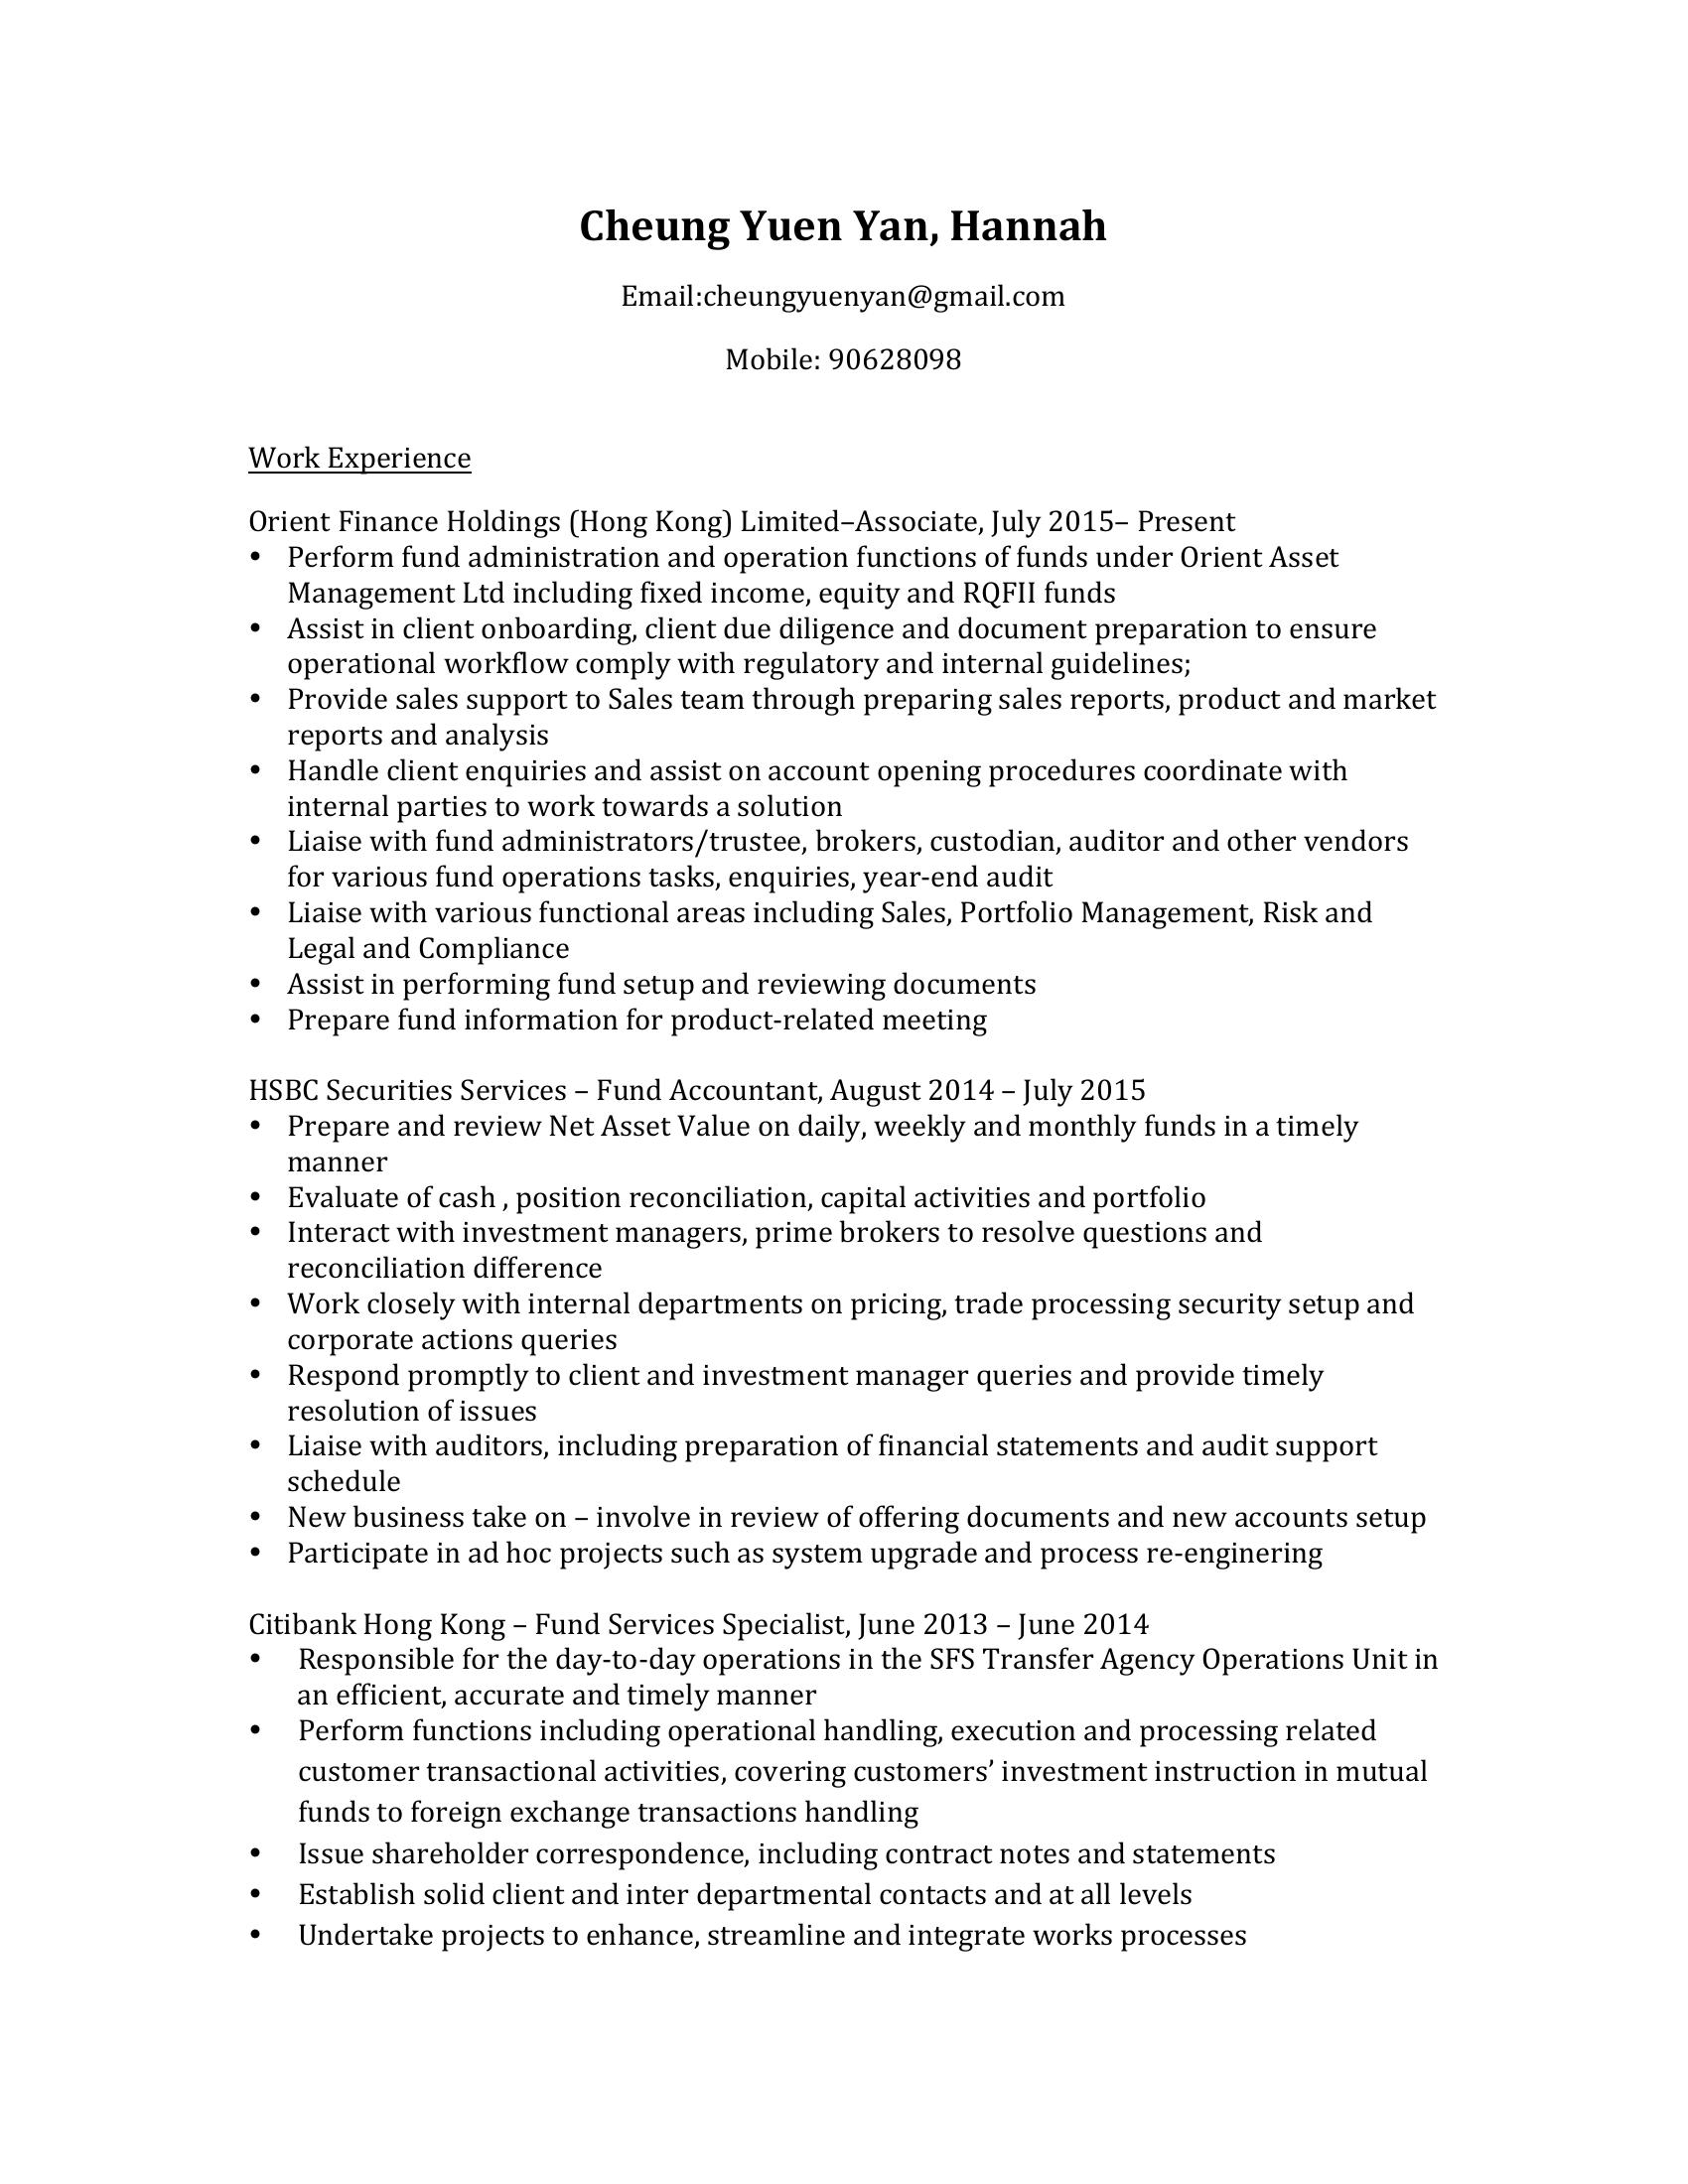 Cheung Yuen Yan, Hannah
Email:cheungyuenyan@gmail.com
Mobile: 90628098
Work Experience
Orient Finance Holdings (Hong Kong) Limited–Associate, July 2015– Present
• Perform fund administration and operation functions of funds under Orient Asset
Management Ltd including fixed income, equity and RQFII funds
• Assist in client onboarding, client due diligence and document preparation to ensure
operational workflow comply with regulatory and internal guidelines;
• Provide sales support to Sales team through preparing sales reports, product and market
reports and analysis
• Handle client enquiries and assist on account opening procedures coordinate with
internal parties to work towards a solution
• Liaise with fund administrators/trustee, brokers, custodian, auditor and other vendors
for various fund operations tasks, enquiries, year-end audit
• Liaise with various functional areas including Sales, Portfolio Management, Risk and
Legal and Compliance
• Assist in performing fund setup and reviewing documents
• Prepare fund information for product-related meeting
HSBC Securities Services – Fund Accountant, August 2014 – July 2015
• Prepare and review Net Asset Value on daily, weekly and monthly funds in a timely
manner
• Evaluate of cash , position reconciliation, capital activities and portfolio
• Interact with investment managers, prime brokers to resolve questions and
reconciliation difference
• Work closely with internal departments on pricing, trade processing security setup and
corporate actions queries
• Respond promptly to client and investment manager queries and provide timely
resolution of issues
• Liaise with auditors, including preparation of financial statements and audit support
schedule
• New business take on – involve in review of offering documents and new accounts setup
• Participate in ad hoc projects such as system upgrade and process re-enginering
Citibank Hong Kong – Fund Services Specialist, June 2013 – June 2014
• Responsible for the day-to-day operations in the SFS Transfer Agency Operations Unit in
an efficient, accurate and timely manner
• Perform functions including operational handling, execution and processing related
customer transactional activities, covering customers’ investment instruction in mutual
funds to foreign exchange transactions handling
• Issue shareholder correspondence, including contract notes and statements
• Establish solid client and inter departmental contacts and at all levels
• Undertake projects to enhance, streamline and integrate works processes